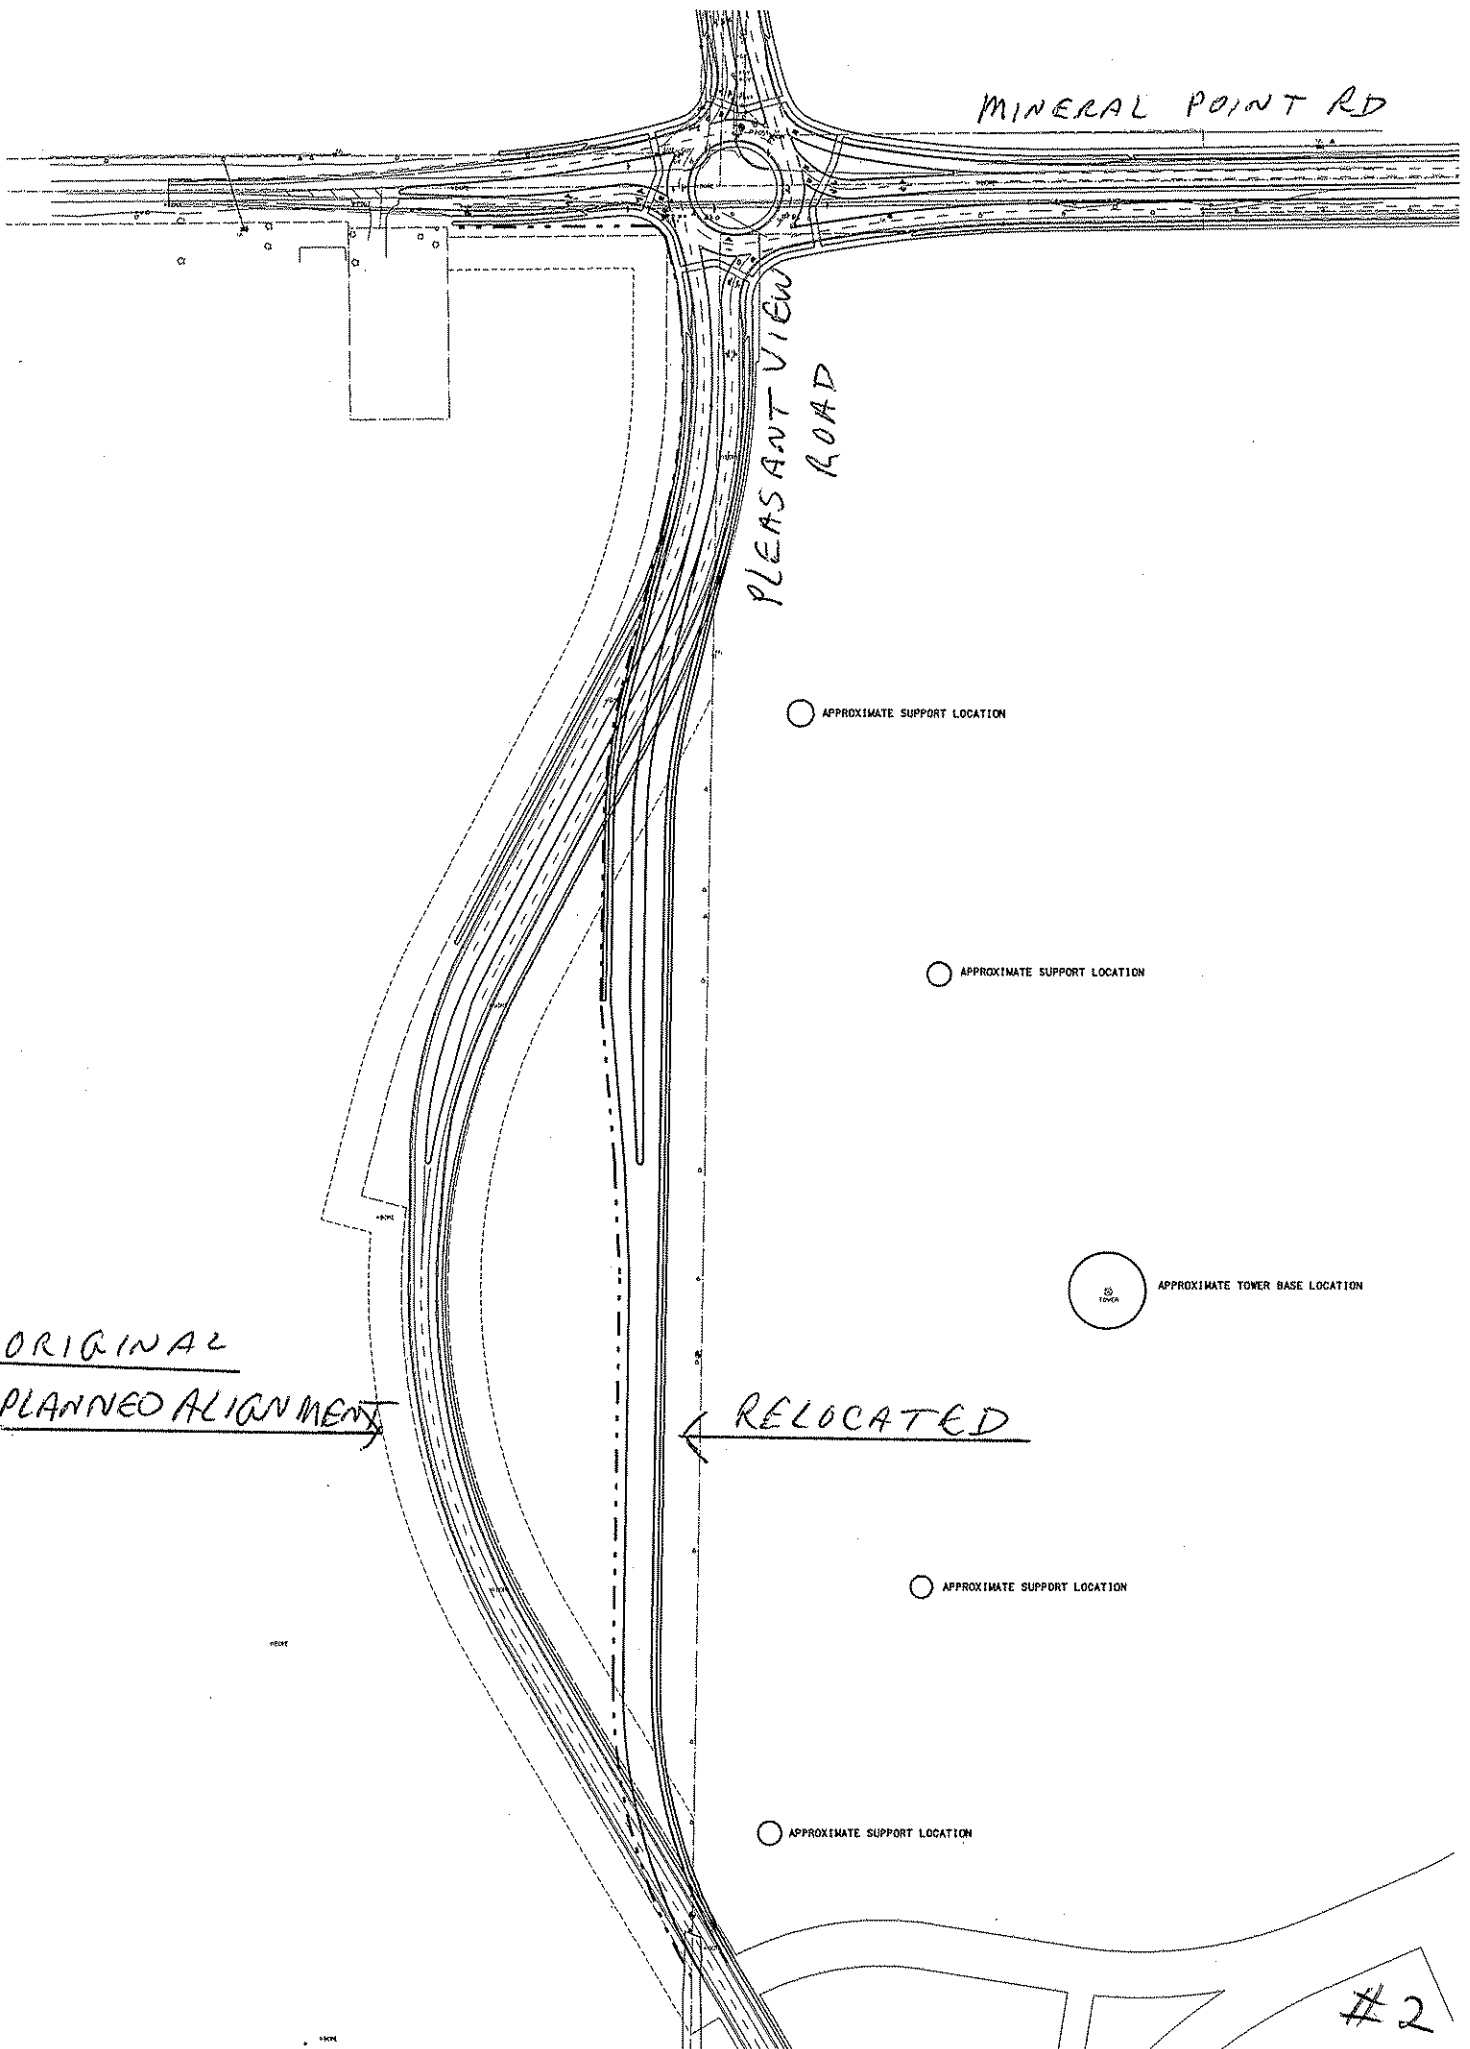 MINERAL POINT RD
PLEASANT VIEW
ROAD
APPROXIMATE SUPPORT LOCATION
APPROXIMATE SUPPORT LOCATION
TOWER
APPROXIMATE TOWER BASE LOCATION
ORIGINAL
PLANNED ALIGNMENT
RELOCATED
APPROXIMATE SUPPORT LOCATION
APPROXIMATE SUPPORT LOCATION
#2